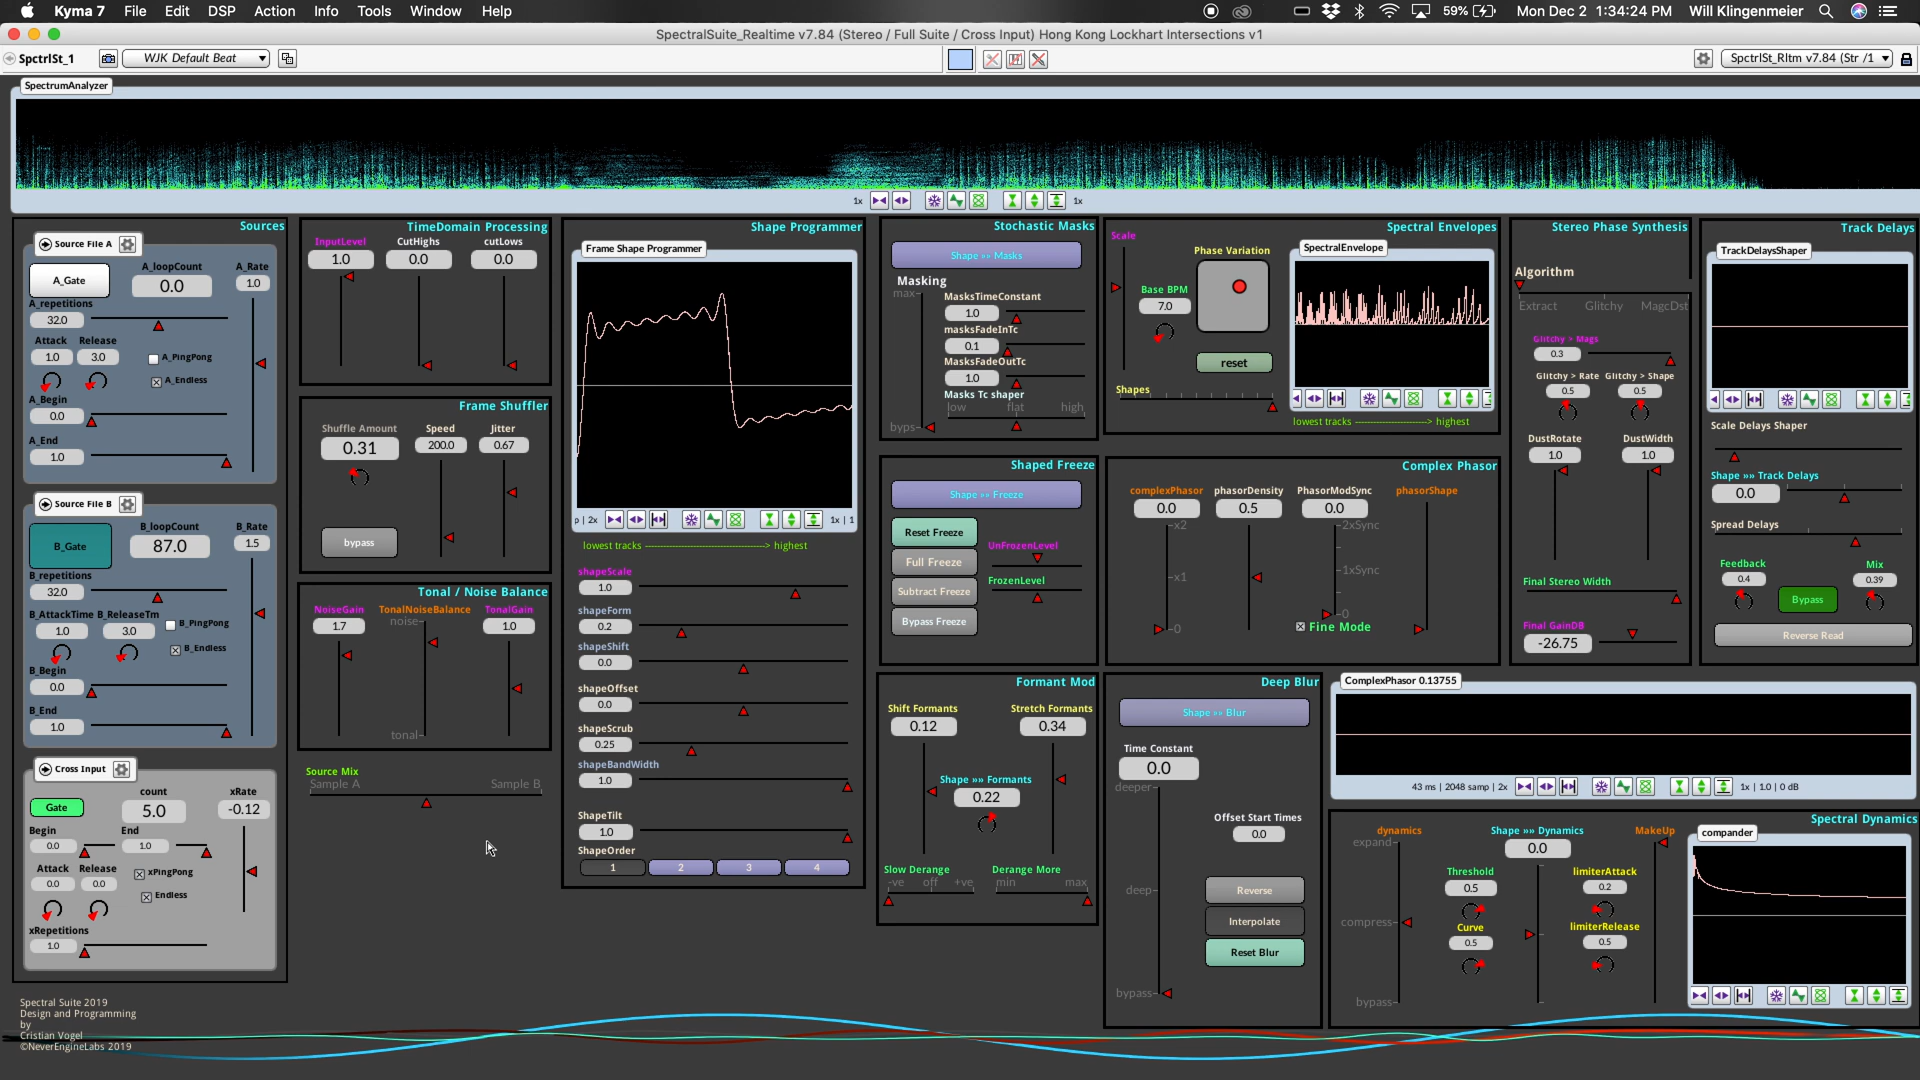 Kyma 7 File Edit DSP Action Info Tools Window Help 59% Mon Dec 2 1:34:24 PM Will Klingenmeier
SpectralSuite_Realtime v7.84 (Stereo / Full Suite / Cross Input) Hong Kong Lockhart Intersections v1
SpctrlSt_1 WJK Default Beat SpctrlSt_Rltm v7.84 (Str /1
SpectrumAnalyzer
1x 1x
Sources
Source File A
A_Gate
A_loopCount
0.0
A_Rate
1.0
A_repetitions
32.0
Attack Release
1.0 3.0
A_PingPong
A_Endless
A_Begin
0.0
A_End
1.0
Source File B
B_Gate
B_loopCount
87.0
B_Rate
1.5
B_repetitions
32.0
B_AttackTime B_ReleaseTm
1.0 3.0
B_PingPong
B_Endless
B_Begin
0.0
B_End
1.0
Cross Input
Gate
count
5.0
xRate
-0.12
Begin End
0.0 1.0
Attack Release
0.0 0.0
xPingPong
Endless
xRepetitions
1.0
Spectral Suite 2019
Design and Programming
by
Cristian Vogel
©NeverEngineLabs 2019
TimeDomain Processing
InputLevel CutHighs cutLows
1.0 0.0 0.0
Frame Shuffler
Shuffle Amount Speed Jitter
0.31 200.0 0.67
bypass
Tonal / Noise Balance
NoiseGain TonalNoiseBalance TonalGain
1.7 noise 1.0
tonal
Source Mix
Sample A Sample B
Shape Programmer
Frame Shape Programmer
p | 2x 1x | 1
lowest tracks ----------------------------------------> highest
shapeScale
1.0
shapeForm
0.2
shapeShift
0.0
shapeOffset
0.0
shapeScrub
0.25
shapeBandWidth
1.0
ShapeTilt
1.0
ShapeOrder
1 2 3 4
Stochastic Masks
Shape »» Masks
Masking
max
MasksTimeConstant
1.0
masksFadeInTc
0.1
MasksFadeOutTc
1.0
Masks Tc shaper
low flat high
byps
Shaped Freeze
Shape »» Freeze
Reset Freeze
Full Freeze
Subtract Freeze
Bypass Freeze
UnFrozenLevel
FrozenLevel
Formant Mod
Shift Formants Stretch Formants
0.12 0.34
Shape »» Formants
0.22
Slow Derange Derange More
-ve off +ve min max
Spectral Envelopes
Scale
Phase Variation
Base BPM
7.0
reset
Shapes
SpectralEnvelope
lowest tracks -------------------------> highest
Complex Phasor
complexPhasor phasorDensity PhasorModSync phasorShape
0.0 0.5 0.0
x2 2xSync
x1 1xSync
0 0
Fine Mode
Deep Blur
Shape »» Blur
Time Constant
0.0
deeper
Offset Start Times
0.0
deep
Reverse
Interpolate
Reset Blur
bypass
Stereo Phase Synthesis
Algorithm
Extract Glitchy MagcDst
Glitchy > Mags
0.3
Glitchy > Rate Glitchy > Shape
0.5 0.5
DustRotate DustWidth
1.0 1.0
Final Stereo Width
Final GainDB
-26.75
Track Delays
TrackDelaysShaper
Scale Delays Shaper
Shape »» Track Delays
0.0
Spread Delays
Feedback Mix
0.4 0.39
Bypass
Reverse Read
ComplexPhasor 0.13755
43 ms | 2048 samp | 2x 1x | 1.0 | 0 dB
Spectral Dynamics
dynamics
expand
Shape »» Dynamics
0.0
MakeUp
compander
Threshold
0.5
limiterAttack
0.2
compress
Curve
0.5
limiterRelease
0.5
bypass